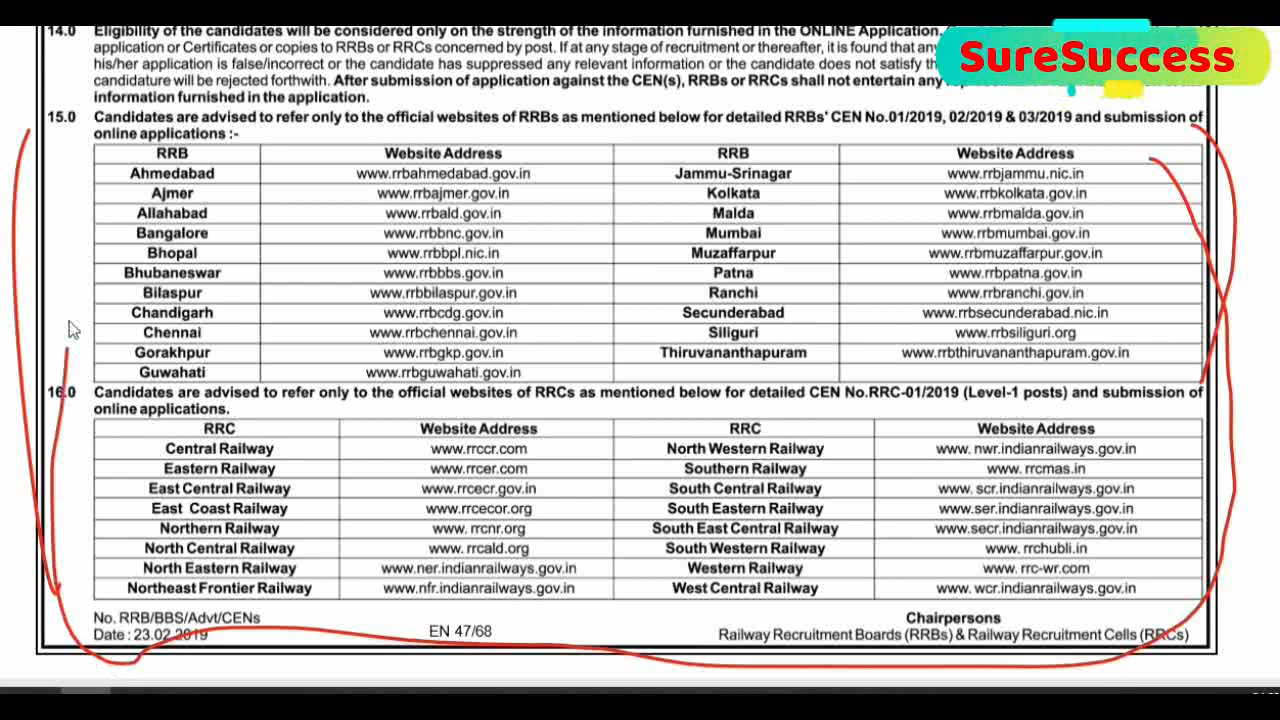 14.0 Eligibility of the candidates will be considered only on the strength of the information furnished in the ONLINE Application.
SureSuccess
application or Certificates or copies to RRBs or RRCs concerned by post. If at any stage of recruitment or thereafter, it is found that any
his/her application is false/incorrect or the candidate has suppressed any relevant information or the candidate does not satisfy
candidature will be rejected forthwith. After submission of application against the CEN(s), RRBs or RRCs shall not entertain any
information furnished in the application.
15.0 Candidates are advised to refer only to the official websites of RRBs as mentioned below for detailed RRBs' CEN No.01/2019, 02/2019 & 03/2019 and submission of
online applications :-
RRB Website Address RRB Website Address
Ahmedabad www.rrbahmedabad.gov.in Jammu-Srinagar www.rrbjammu.nic.in
Ajmer www.rrbajmer.gov.in Kolkata www.rrbkolkata.gov.in
Allahabad www.rrbald.gov.in Malda www.rrbmalda.gov.in
Bangalore www.rrbbnc.gov.in Mumbai www.rrbmumbai.gov.in
Bhopal www.rrbbpl.nic.in Muzaffarpur www.rrbmuzaffarpur.gov.in
Bhubaneswar www.rrbbbs.gov.in Patna www.rrbpatna.gov.in
Bilaspur www.rrbbilaspur.gov.in Ranchi www.rrbranchi.gov.in
Chandigarh www.rrbcdg.gov.in Secunderabad www.rrbsecunderabad.nic.in
Chennai www.rrbchennai.gov.in Siliguri www.rrbsiliguri.org
Gorakhpur www.rrbgkp.gov.in Thiruvananthapuram www.rrbthiruvananthapuram.gov.in
Guwahati www.rrbguwahati.gov.in
16.0 Candidates are advised to refer only to the official websites of RRCs as mentioned below for detailed CEN No.RRC-01/2019 (Level-1 posts) and submission of
online applications.
RRC Website Address RRC Website Address
Central Railway www.rrccr.com North Western Railway www. nwr.indianrailways.gov.in
Eastern Railway www.rrcer.com Southern Railway www. rrcmas.in
East Central Railway www.rrcecr.gov.in South Central Railway www. scr.indianrailways.gov.in
East Coast Railway www.rrcecor.org South Eastern Railway www.ser.indianrailways.gov.in
Northern Railway www. rrcnr.org South East Central Railway www.secr.indianrailways.gov.in
North Central Railway www. rrcald.org South Western Railway www. rrchubli.in
North Eastern Railway www.ner.indianrailways.gov.in Western Railway www. rrc-wr.com
Northeast Frontier Railway www.nfr.indianrailways.gov.in West Central Railway www. wcr.indianrailways.gov.in
No. RRB/BBS/Advt/CENs Chairpersons
Date : 23.02.2019 EN 47/68 Railway Recruitment Boards (RRBs) & Railway Recruitment Cells (RRCs)